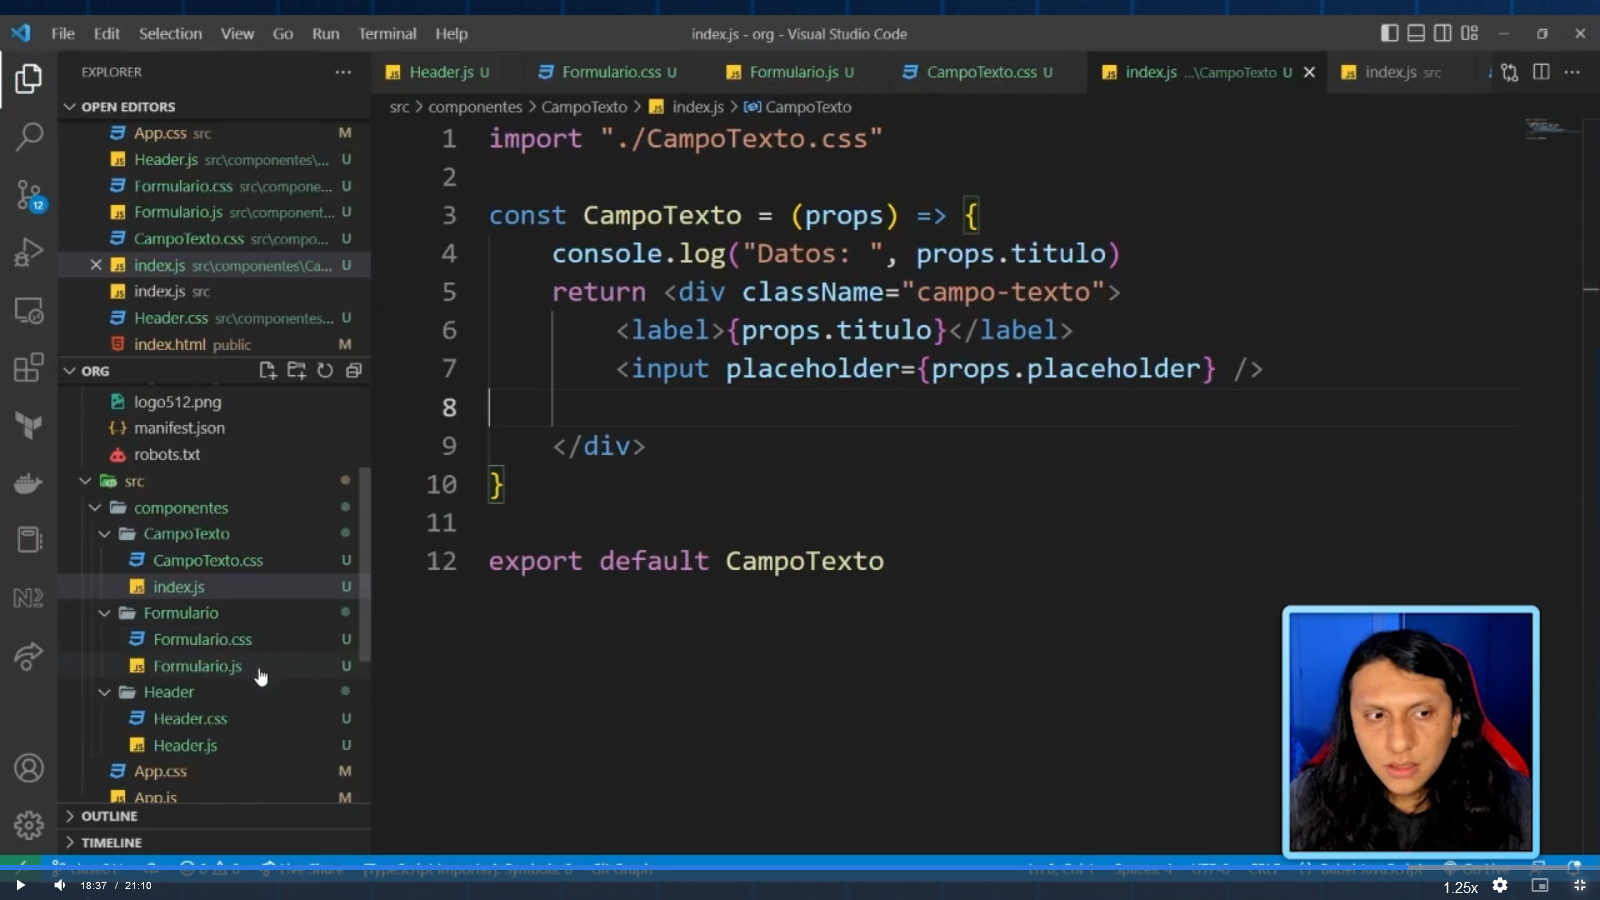 File Edit Selection View Go Run Terminal Help
index.js - org - Visual Studio Code
EXPLORER
Header.js U
Formulario.css U
Formulario.js U
CampoTexto.css U
index.js ...\CampoTexto U
index.js src
OPEN EDITORS
src > componentes > CampoTexto > index.js > CampoTexto
App.css src M
Header.js src\componentes\... U
Formulario.css src\compone... U
Formulario.js src\component... U
CampoTexto.css src\compo... U
index.js src\componentes\Ca... U
index.js src
Header.css src\componentes... U
index.html public M
ORG
logo512.png
manifest.json
robots.txt
src
componentes
CampoTexto
CampoTexto.css U
index.js U
Formulario
Formulario.css U
Formulario.js U
Header
Header.css U
Header.js U
App.css M
App.js M
OUTLINE
TIMELINE
12
1 import "./CampoTexto.css"
2
3 const CampoTexto = (props) => {
4 console.log("Datos: ", props.titulo)
5 return <div className="campo-texto">
6 <label>{props.titulo}</label>
7 <input placeholder={props.placeholder} />
8
9 </div>
10 }
11
12 export default CampoTexto
18:37 / 21:10
1.25x